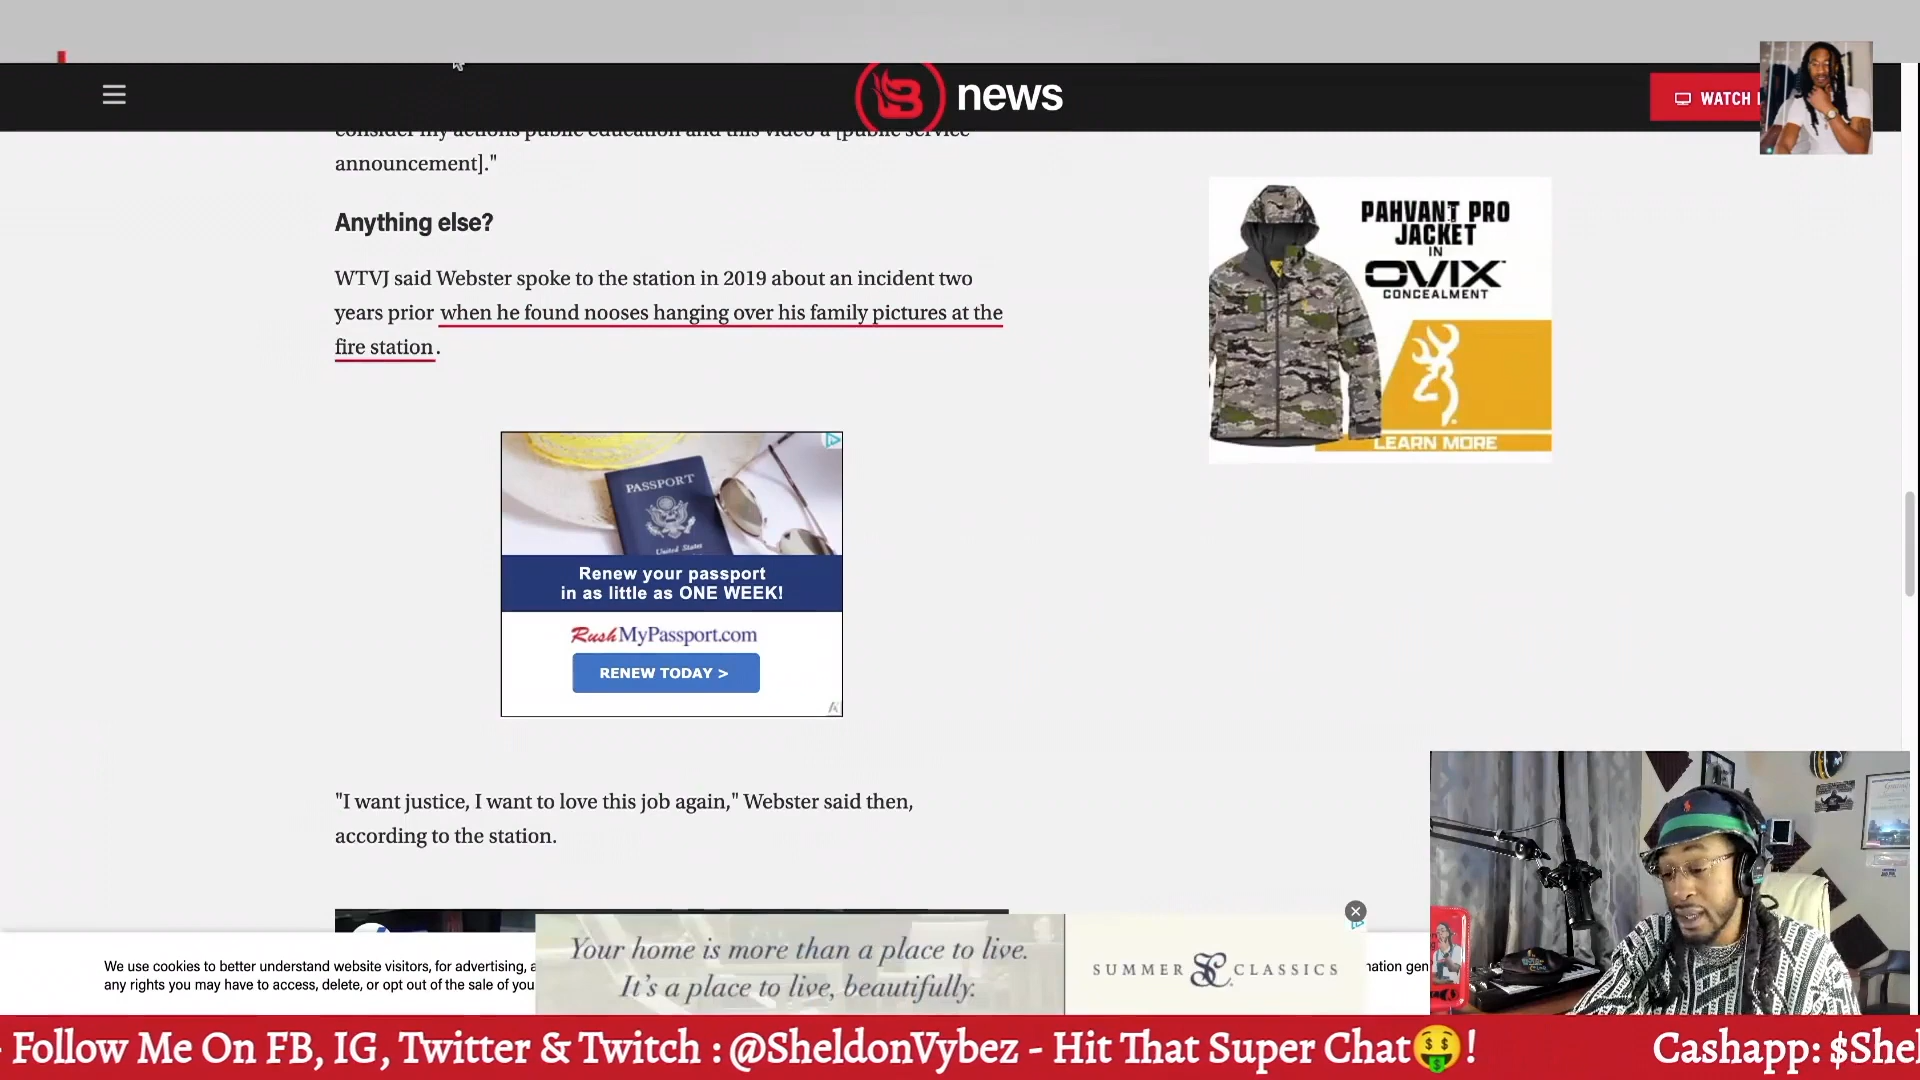 news
WATCH
consider my actions public education and this video a [public service
announcement]."
Anything else?
WTVJ said Webster spoke to the station in 2019 about an incident two
years prior when he found nooses hanging over his family pictures at the
fire station.
PAHVANT PRO
JACKET
IN
OVIX
CONCEALMENT
LEARN MORE
PASSPORT
United States
Renew your passport
in as little as ONE WEEK!
RushMyPassport.com
RENEW TODAY >
"I want justice, I want to love this job again," Webster said then,
according to the station.
Your home is more than a place to live.
It's a place to live, beautifully.
SUMMER SC CLASSICS
We use cookies to better understand website visitors, for advertising, a
any rights you may have to access, delete, or opt out of the sale of you
nation gen
Follow Me On FB, IG, Twitter & Twitch : @SheldonVybez - Hit That Super Chat🤑! Cashapp: $Shel